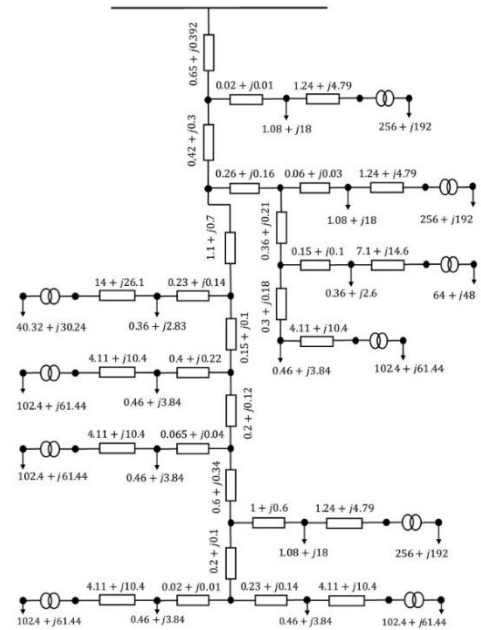 0.65 + j0.392
0.02 + j0.01
1.24 + j4.79
1.08 + j18
256 + j192
0.42 + j0.3
0.26 + j0.16
0.06 + j0.03
1.24 + j4.79
1.08 + j18
256 + j192
1.1 + j0.7
0.36 + j0.21
0.15 + j0.1
7.1 + j14.6
0.36 + j2.6
64 + j48
14 + j26.1
0.23 + j0.14
40.32 + j30.24
0.36 + j2.83
0.15 + j0.1
0.3 + j0.18
4.11 + j10.4
0.46 + j3.84
102.4 + j61.44
4.11 + j10.4
0.4 + j0.22
102.4 + j61.44
0.46 + j3.84
0.2 + j0.12
4.11 + j10.4
0.065 + j0.04
102.4 + j61.44
0.46 + j3.84
0.6 + j0.34
1 + j0.6
1.24 + j4.79
1.08 + j18
256 + j192
0.2 + j0.1
4.11 + j10.4
0.02 + j0.01
0.23 + j0.14
4.11 + j10.4
102.4 + j61.44
0.46 + j3.84
0.46 + j3.84
102.4 + j61.44